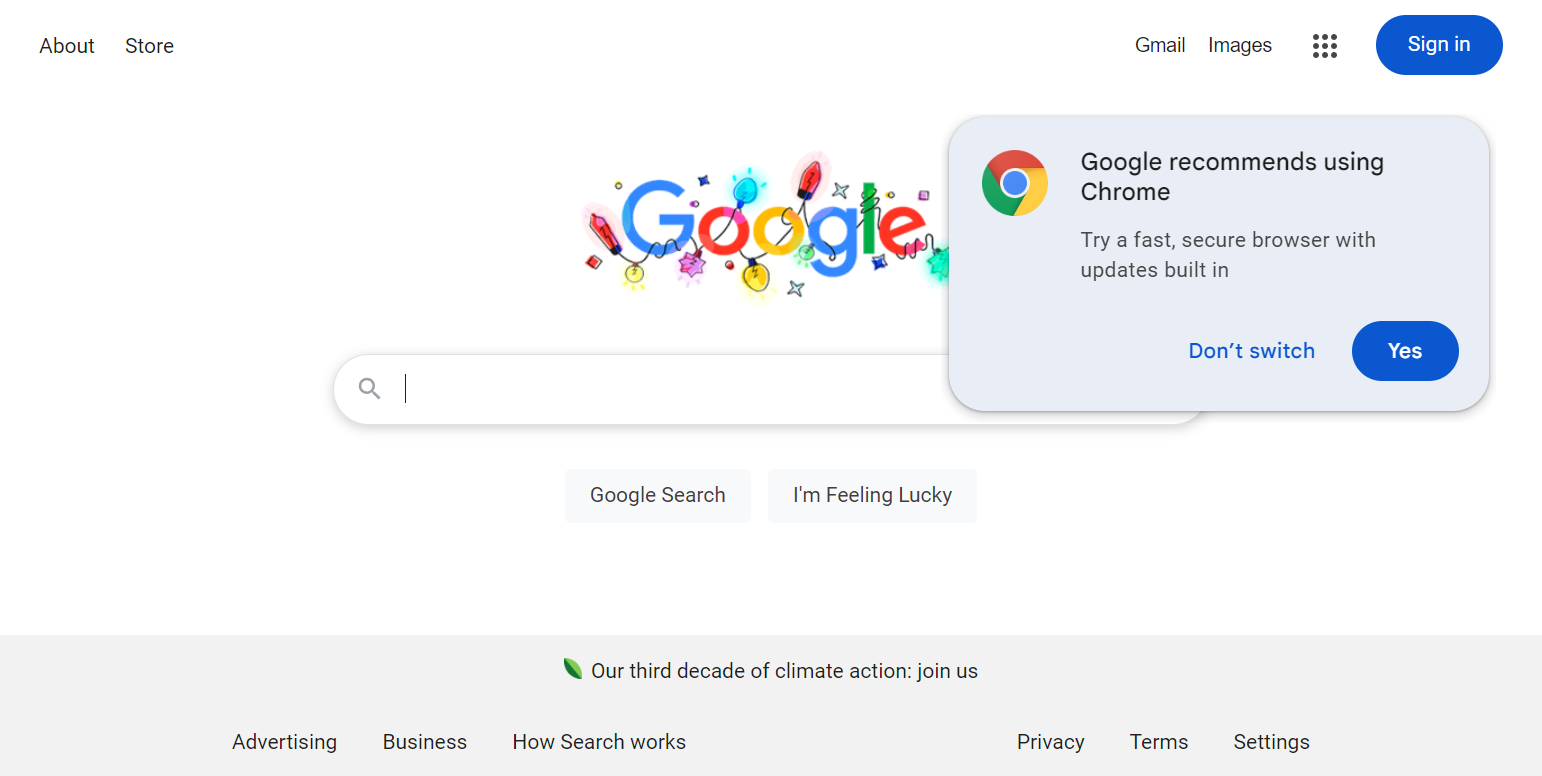 About Store Gmail Images Sign in
Google
Google recommends using
Chrome
Try a fast, secure browser with
updates built in
Don’t switch Yes
Google Search I'm Feeling Lucky
Our third decade of climate action: join us
Advertising Business How Search works Privacy Terms Settings